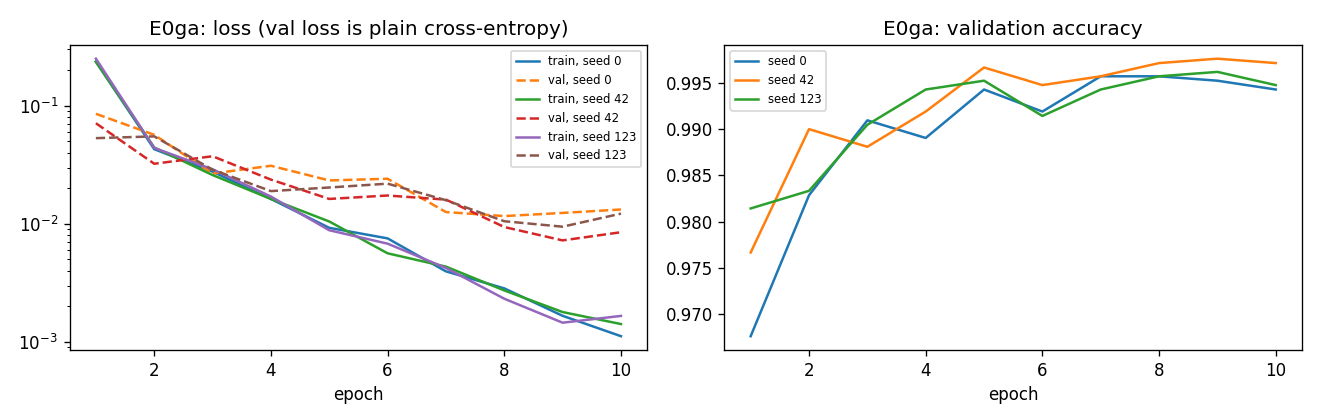 E0ga: loss (val loss is plain cross-entropy)
train, seed 0
val, seed 0
train, seed 42
val, seed 42
train, seed 123
val, seed 123
10⁻¹
10⁻²
10⁻³
2 4 6 8 10
epoch
E0ga: validation accuracy
seed 0
seed 42
seed 123
0.995
0.990
0.985
0.980
0.975
0.970
2 4 6 8 10
epoch